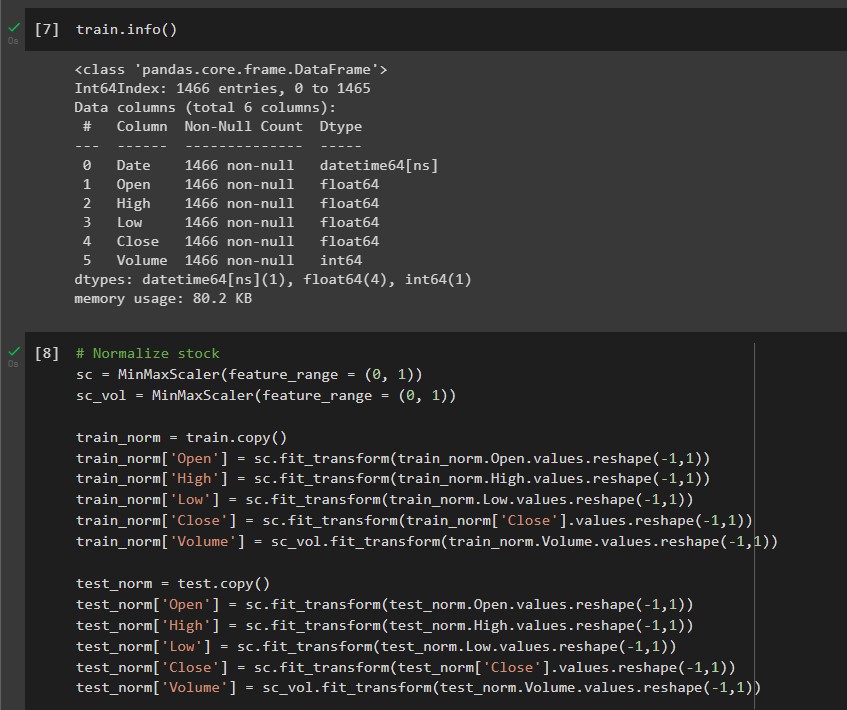 [7] train.info()
0s
<class 'pandas.core.frame.DataFrame'>
Int64Index: 1466 entries, 0 to 1465
Data columns (total 6 columns):
 #   Column  Non-Null Count  Dtype
---  ------  --------------  -----
 0   Date    1466 non-null   datetime64[ns]
 1   Open    1466 non-null   float64
 2   High    1466 non-null   float64
 3   Low     1466 non-null   float64
 4   Close   1466 non-null   float64
 5   Volume  1466 non-null   int64
dtypes: datetime64[ns](1), float64(4), int64(1)
memory usage: 80.2 KB
[8] # Normalize stock
0s
sc = MinMaxScaler(feature_range = (0, 1))
sc_vol = MinMaxScaler(feature_range = (0, 1))
train_norm = train.copy()
train_norm['Open'] = sc.fit_transform(train_norm.Open.values.reshape(-1,1))
train_norm['High'] = sc.fit_transform(train_norm.High.values.reshape(-1,1))
train_norm['Low'] = sc.fit_transform(train_norm.Low.values.reshape(-1,1))
train_norm['Close'] = sc.fit_transform(train_norm['Close'].values.reshape(-1,1))
train_norm['Volume'] = sc_vol.fit_transform(train_norm.Volume.values.reshape(-1,1))
test_norm = test.copy()
test_norm['Open'] = sc.fit_transform(test_norm.Open.values.reshape(-1,1))
test_norm['High'] = sc.fit_transform(test_norm.High.values.reshape(-1,1))
test_norm['Low'] = sc.fit_transform(test_norm.Low.values.reshape(-1,1))
test_norm['Close'] = sc.fit_transform(test_norm['Close'].values.reshape(-1,1))
test_norm['Volume'] = sc_vol.fit_transform(test_norm.Volume.values.reshape(-1,1))